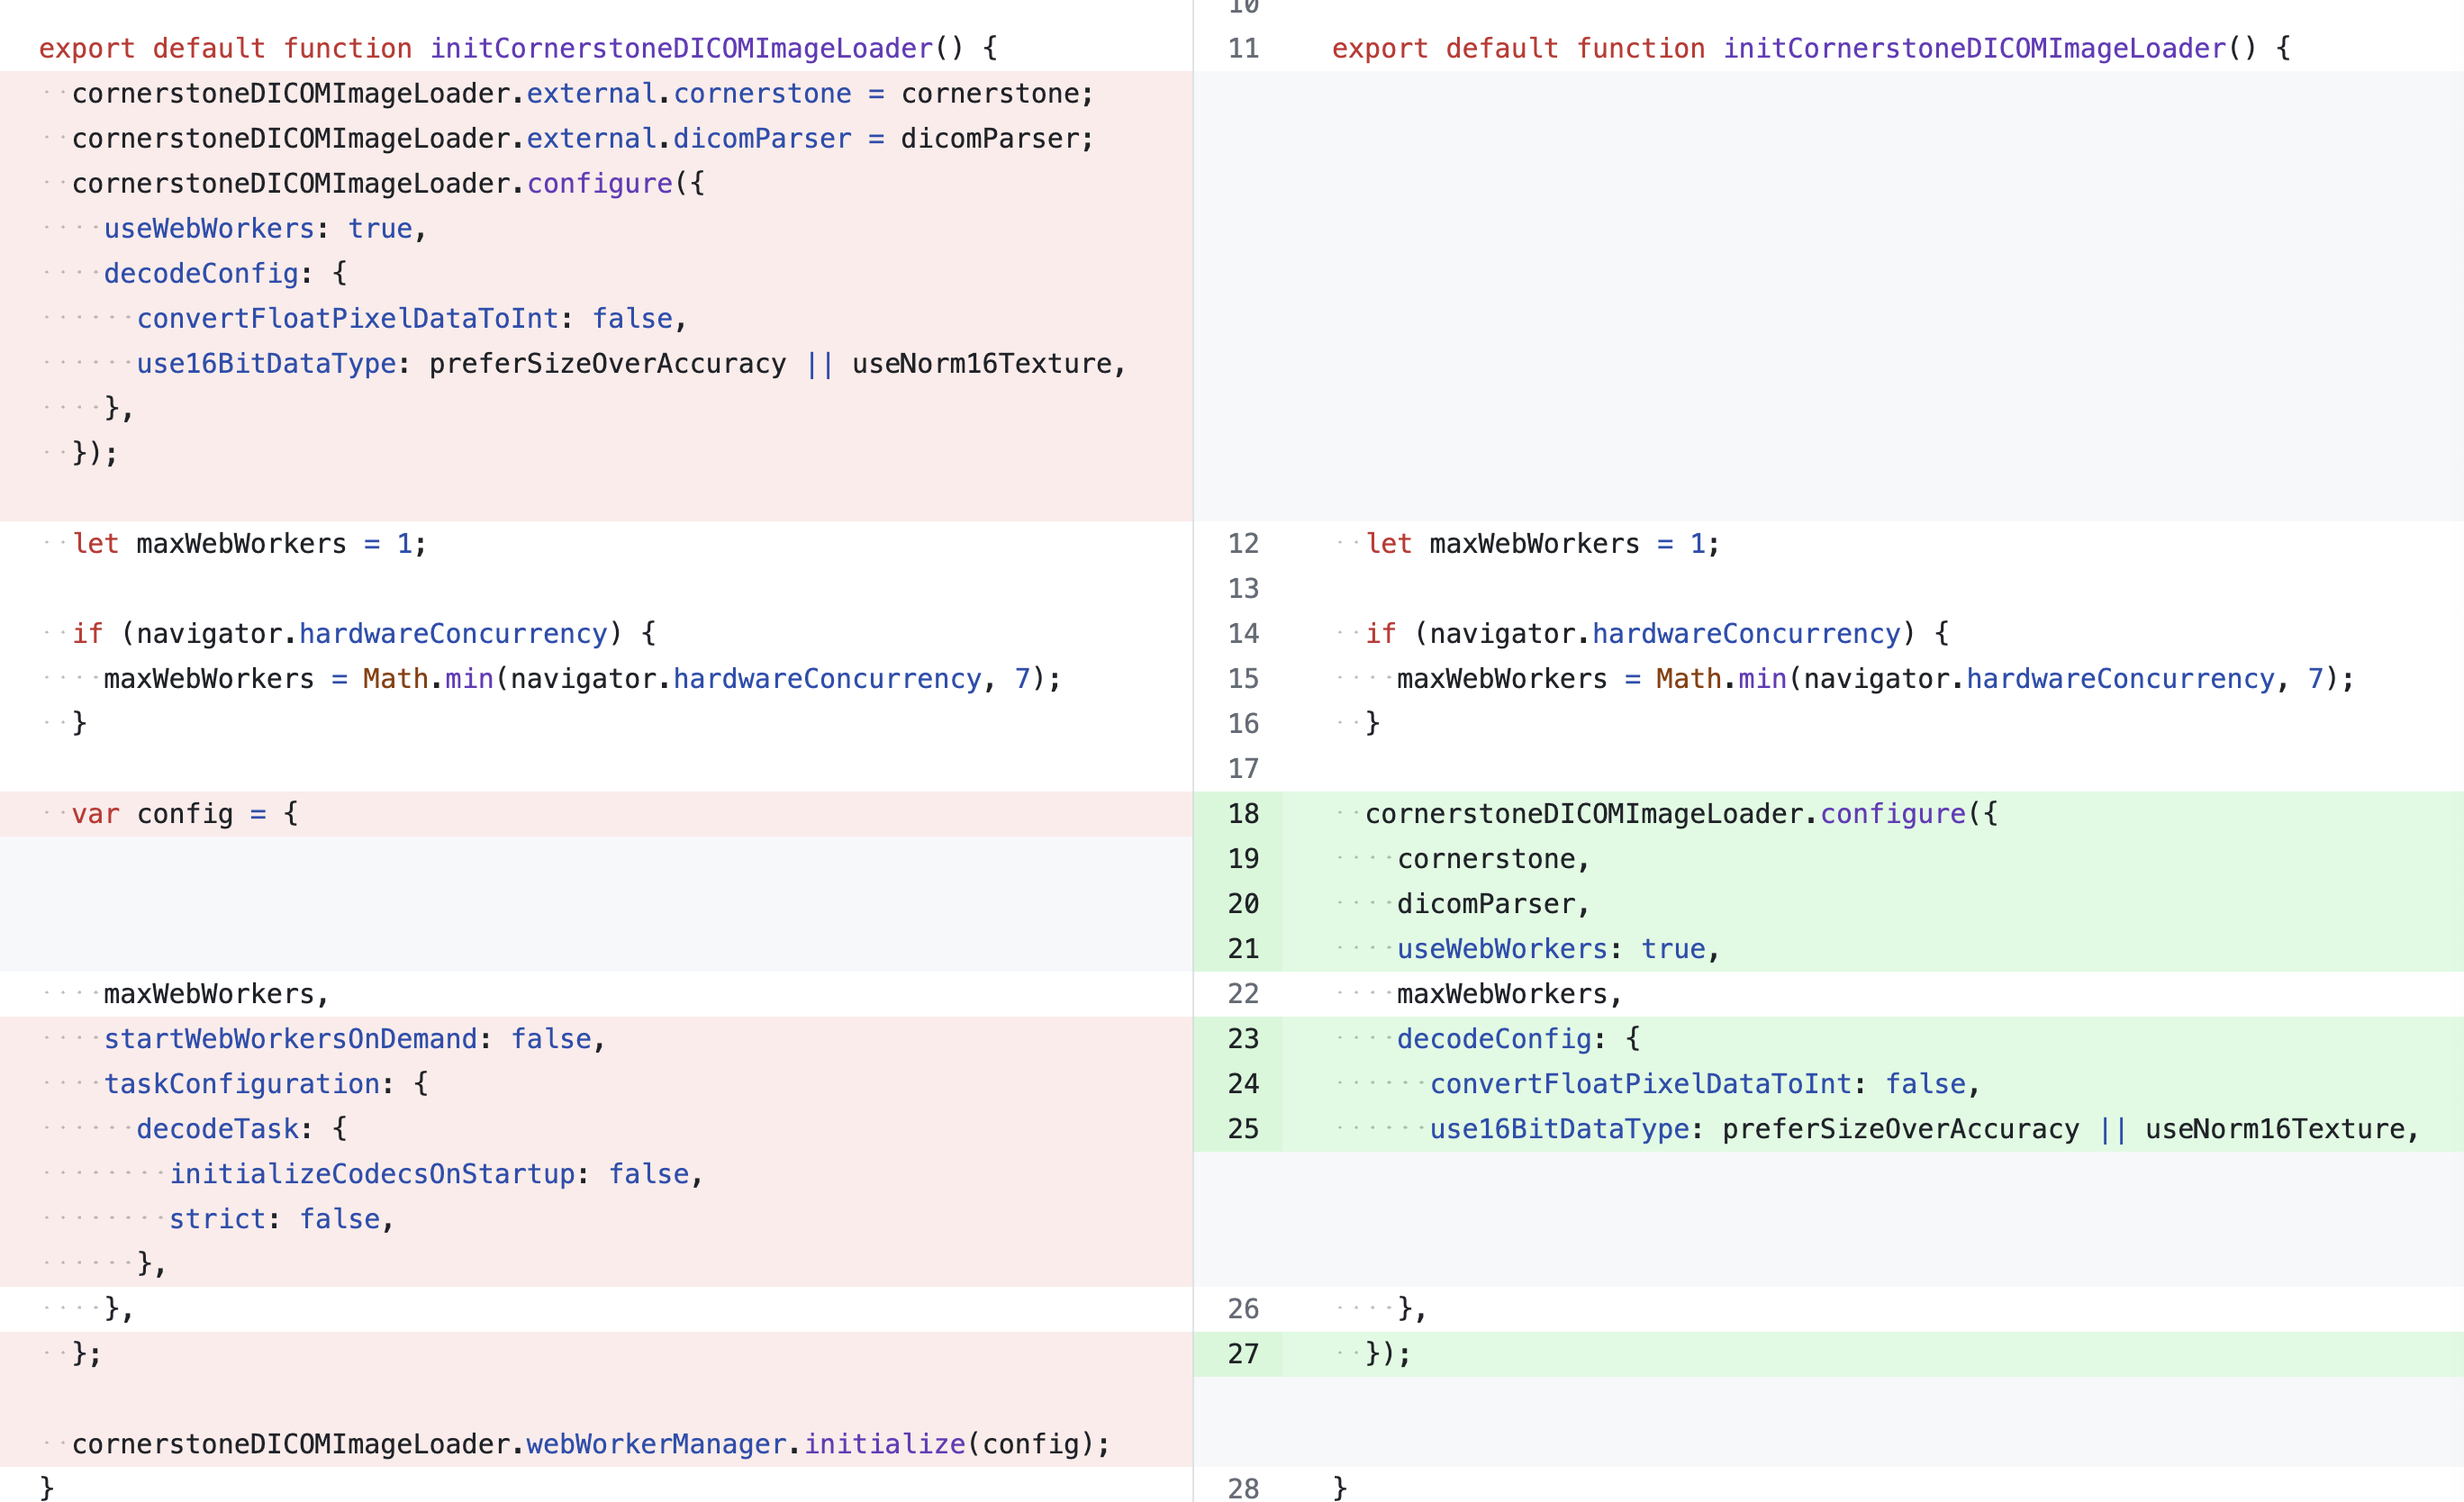 export default function initCornerstoneDICOMImageLoader() {
cornerstoneDICOMImageLoader.external.cornerstone = cornerstone;
cornerstoneDICOMImageLoader.external.dicomParser = dicomParser;
cornerstoneDICOMImageLoader.configure({
useWebWorkers: true,
decodeConfig: {
convertFloatPixelDataToInt: false,
use16BitDataType: preferSizeOverAccuracy || useNorm16Texture,
},
});
let maxWebWorkers = 1;
if (navigator.hardwareConcurrency) {
maxWebWorkers = Math.min(navigator.hardwareConcurrency, 7);
}
var config = {
maxWebWorkers,
startWebWorkersOnDemand: false,
taskConfiguration: {
decodeTask: {
initializeCodecsOnStartup: false,
strict: false,
},
},
};
cornerstoneDICOMImageLoader.webWorkerManager.initialize(config);
}
10
11 export default function initCornerstoneDICOMImageLoader() {
12 let maxWebWorkers = 1;
13
14 if (navigator.hardwareConcurrency) {
15 maxWebWorkers = Math.min(navigator.hardwareConcurrency, 7);
16 }
17
18 cornerstoneDICOMImageLoader.configure({
19 cornerstone,
20 dicomParser,
21 useWebWorkers: true,
22 maxWebWorkers,
23 decodeConfig: {
24 convertFloatPixelDataToInt: false,
25 use16BitDataType: preferSizeOverAccuracy || useNorm16Texture,
26 },
27 });
28 }